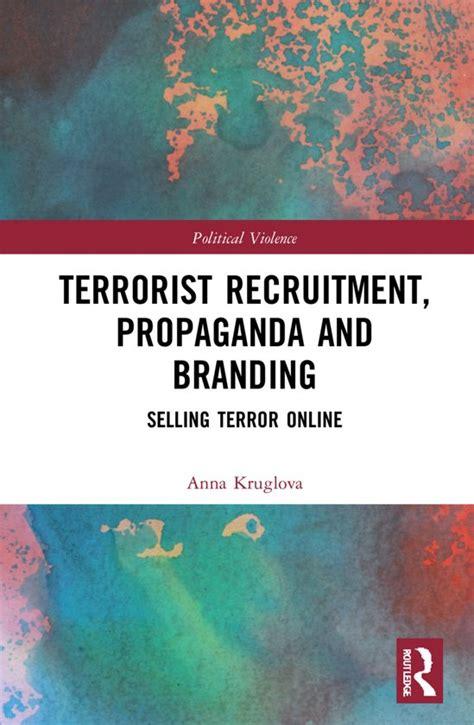 Political Violence
TERRORIST RECRUITMENT,
PROPAGANDA AND
BRANDING
SELLING TERROR ONLINE
Anna Kruglova
ROUTLEDGE